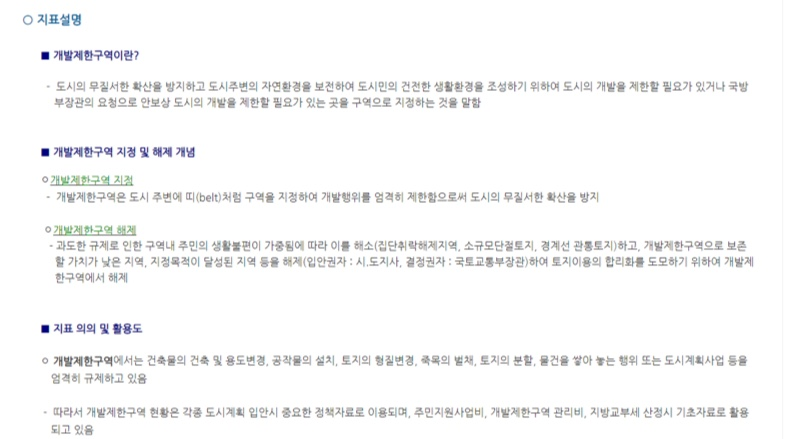 ○ 지표설명
■ 개발제한구역이란?
- 도시의 무질서한 확산을 방지하고 도시주변의 자연환경을 보전하여 도시민의 건전한 생활환경을 조성하기 위하여 도시의 개발을 제한할 필요가 있거나 국방
부장관의 요청으로 안보상 도시의 개발을 제한할 필요가 있는 곳을 구역으로 지정하는 것을 말함
■ 개발제한구역 지정 및 해제 개념
○ 개발제한구역 지정
- 개발제한구역은 도시 주변에 띠(belt)처럼 구역을 지정하여 개발행위를 엄격히 제한함으로써 도시의 무질서한 확산을 방지
○ 개발제한구역 해제
- 과도한 규제로 인한 구역내 주민의 생활불편이 가중됨에 따라 이를 해소(집단취락해제지역, 소규모단절토지, 경계선 관통토지)하고, 개발제한구역으로 보존
할 가치가 낮은 지역, 지정목적이 달성된 지역 등을 해제(입안권자 : 시.도지사, 결정권자 : 국토교통부장관)하여 토지이용의 합리화를 도모하기 위하여 개발제
한구역에서 해제
■ 지표 의의 및 활용도
○ 개발제한구역에서는 건축물의 건축 및 용도변경, 공작물의 설치, 토지의 형질변경, 죽목의 벌채, 토지의 분할, 물건을 쌓아 놓는 행위 또는 도시계획사업 등을
엄격히 규제하고 있음
- 따라서 개발제한구역 현황은 각종 도시계획 입안시 중요한 정책자료로 이용되며, 주민지원사업비, 개발제한구역 관리비, 지방교부세 산정시 기초자료로 활용
되고 있음